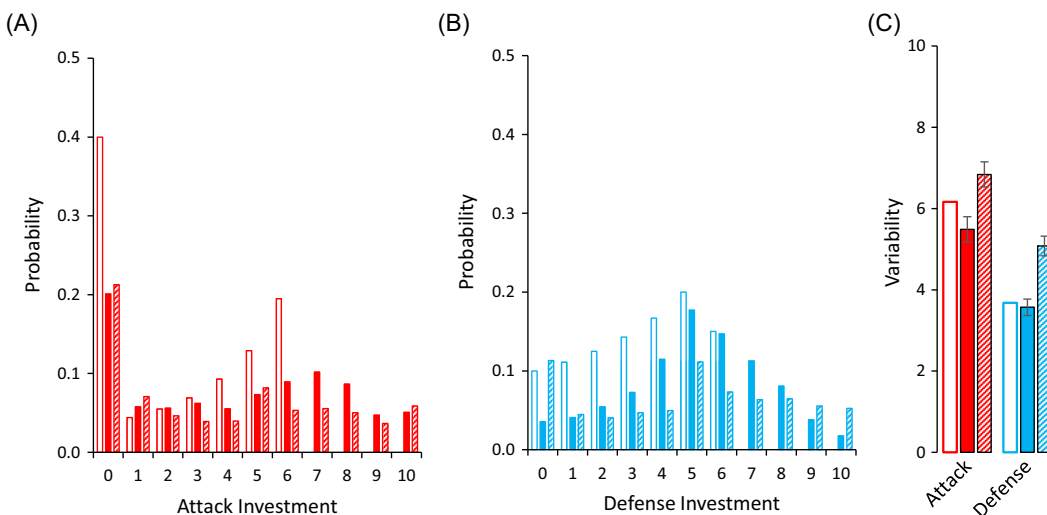 (A)
0.5
0.4
0.3
0.2
0.1
0.0
Probability
0 1 2 3 4 5 6 7 8 9 10
Attack Investment
(B)
0.5
0.4
0.3
0.2
0.1
0.0
Probability
0 1 2 3 4 5 6 7 8 9 10
Defense Investment
(C)
10
8
6
4
2
0
Variability
Attack
Defense